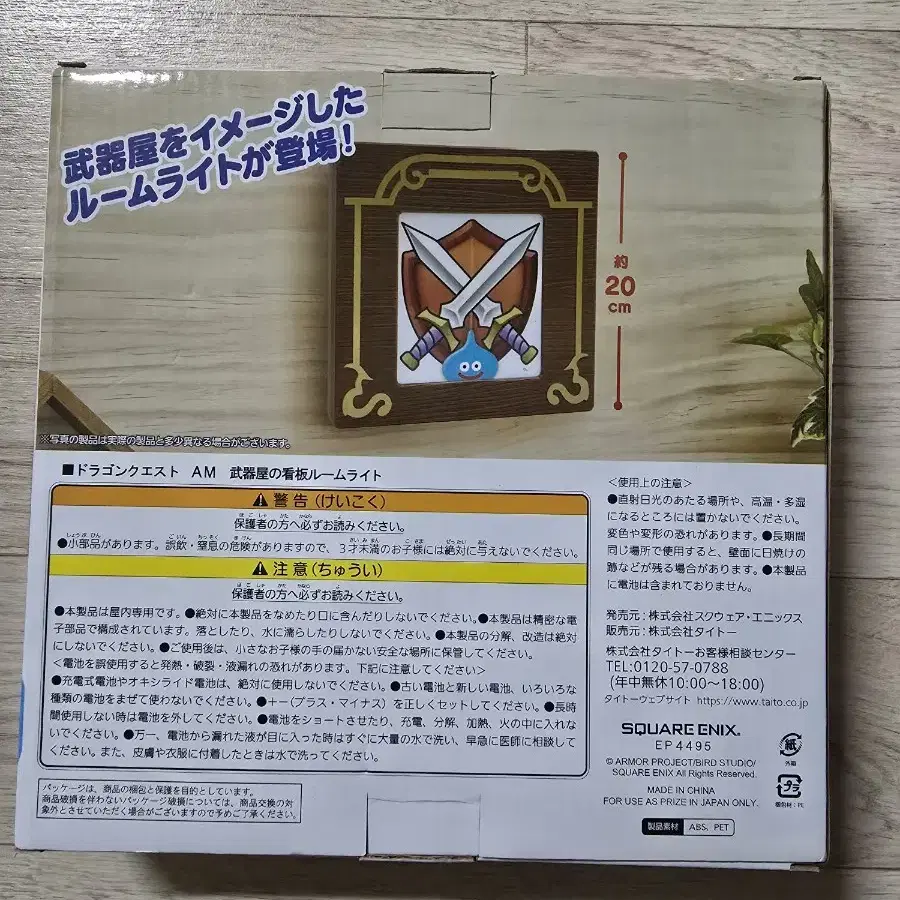 武器屋をイメージした
ルームライトが登場!
約
20
cm
※写真の製品は実際の製品と多少異なる場合がございます。
■ドラゴンクエスト AM 武器屋の看板ルームライト
⚠警告(けいこく)
保護者の方へ必ずお読みください。
●小部品があります。誤飲・窒息の危険がありますので、3才未満のお子様には絶対に与えないでください。
⚠注意(ちゅうい)
保護者の方へ必ずお読みください。
●本製品は屋内専用です。●絶対に本製品をなめたり口に含んだりしないでください。●本製品は精密な電
子部品で構成されています。落としたり、水に濡らしたりしないでください。●本製品の分解、改造は絶対
にしないでください。●ご使用後は、小さなお子様の手の届かない安全な場所に保管してください。
<電池を誤使用すると発熱・破裂・液漏れの恐れがあります。下記に注意してください>
●充電式電池やオキシライド電池は、絶対に使用しないでください。●古い電池と新しい電池、いろいろな
種類の電池をまぜて使わないでください。●+-(プラス・マイナス)を正しくセットしてください。●長時
間使用しない時は電池を外してください。●電池をショートさせたり、充電、分解、加熱、火の中に入れな
いでください。●万一、電池から漏れた液が目に入った時はすぐに大量の水で洗い、早急に医師に相談して
ください。また、皮膚や衣服に付着したときは水で洗ってください。
パッケージは、商品の梱包と保護を目的としています。
商品破損を伴わないパッケージ破損については、商品交換の対
象外とさせていただく場合がございますので予めご了承ください。
<使用上の注意>
●直射日光のあたる場所や、高温・多湿
になるところには置かないでください。
変色や変形の恐れがあります。●長期間
同じ場所で使用すると、壁面に日焼けの
跡などが残る場合があります。●本製品
に電池は含まれておりません。
発売元:株式会社スクウェア・エニックス
販売元:株式会社タイトー
株式会社タイトーお客様相談センター
TEL:0120-57-0788
(年中無休10:00~18:00)
タイトーウェブサイト https://www.taito.co.jp
SQUARE ENIX.
EP4495
© ARMOR PROJECT/BIRD STUDIO/
SQUARE ENIX All Rights Reserved.
MADE IN CHINA
FOR USE AS PRIZE IN JAPAN ONLY.
製品素材 ABS、PET
紙
外箱
プラ
個包材:PE